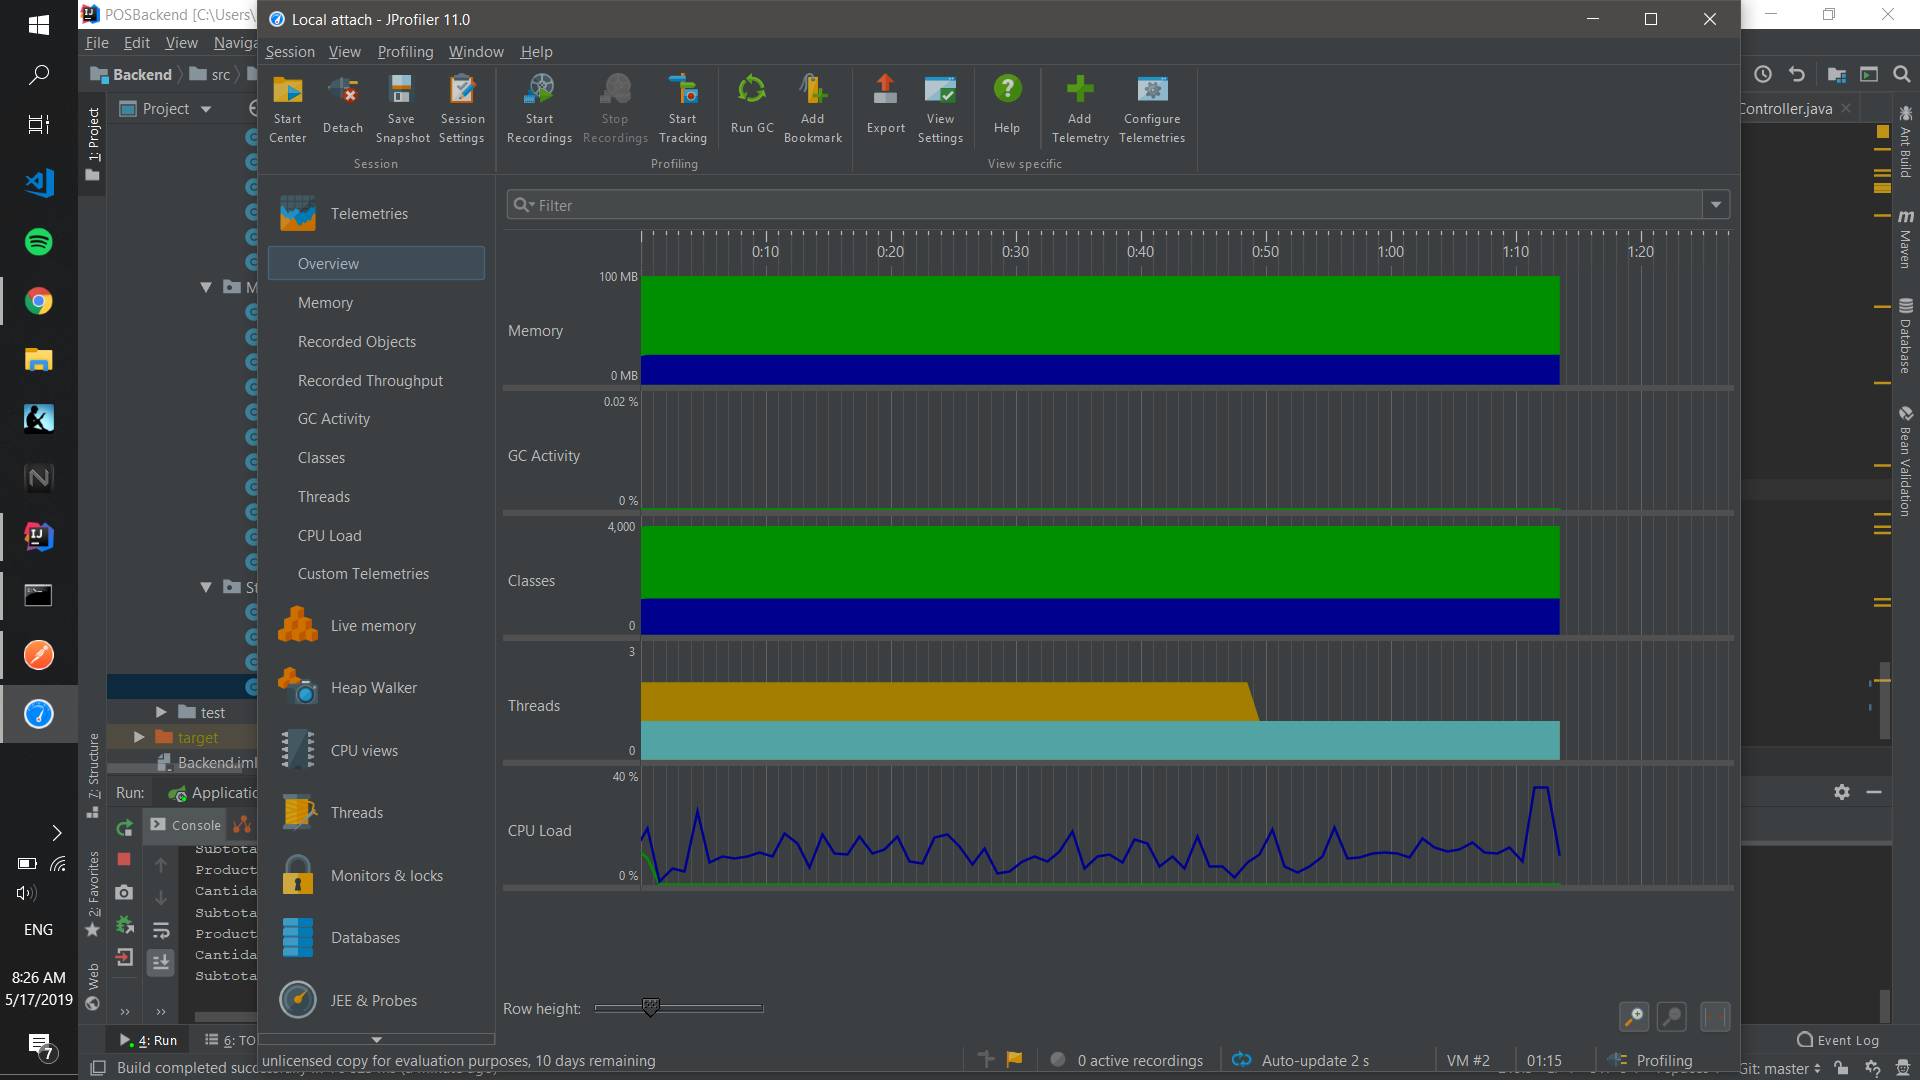 POSBackend [C:\Users\
Local attach - JProfiler 11.0
File Edit View Naviga
Session View Profiling Window Help
Backend src
Start Center
Detach
Save Snapshot
Session Settings
Start Recordings
Stop Recordings
Start Tracking
Run GC
Add Bookmark
Export
View Settings
Help
Add Telemetry
Configure Telemetries
Session
Profiling
View specific
Project
1: Project
Controller.java
Ant Build
Maven
Database
Bean Validation
Telemetries
Overview
Memory
Recorded Objects
Recorded Throughput
GC Activity
Classes
Threads
CPU Load
Custom Telemetries
Live memory
Heap Walker
CPU views
Threads
Monitors & locks
Databases
JEE & Probes
Filter
0:10 0:20 0:30 0:40 0:50 1:00 1:10 1:20
100 MB
Memory
0 MB
0.02 %
GC Activity
0 %
4,000
Classes
0
3
Threads
0
40 %
CPU Load
0 %
Row height:
M
St
test
target
Backend.iml
7: Structure
2: Favorites
Web
Run: Applicatio
Console
Subtota
Product
Cantida
Subtota
Product
Cantida
Subtota
4: Run 6: TO
Build completed succ
unlicensed copy for evaluation purposes, 10 days remaining
0 active recordings
Auto-update 2 s
VM #2
01:15
Profiling
Event Log
Git: master
ENG
8:26 AM
5/17/2019
7